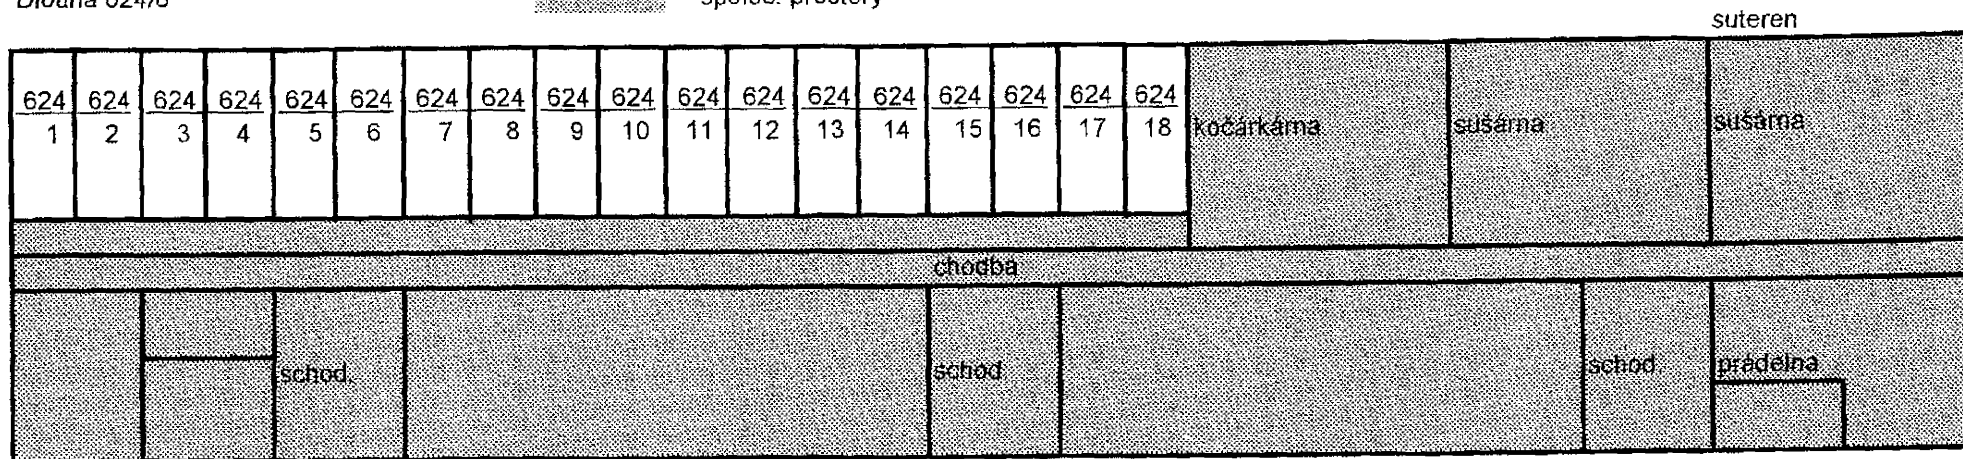 společ. prostory
suteren
624 624 624 624 624 624 624 624 624 624 624 624 624 624 624 624 624 624
1 2 3 4 5 6 7 8 9 10 11 12 13 14 15 16 17 18
kočárkárna sušárna sušárna
chodba
schod. schod. schod. prádelna